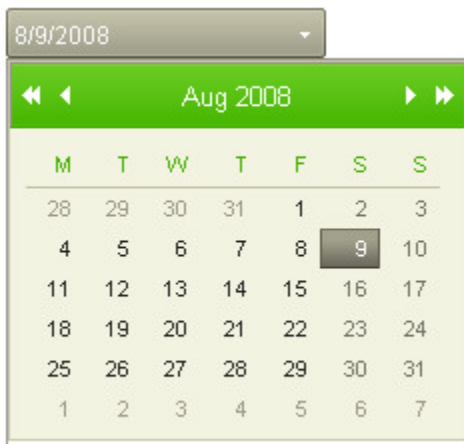 8/9/2008
Aug 2008
M T W T F S S
28 29 30 31 1 2 3
4 5 6 7 8 9 10
11 12 13 14 15 16 17
18 19 20 21 22 23 24
25 26 27 28 29 30 31
1 2 3 4 5 6 7